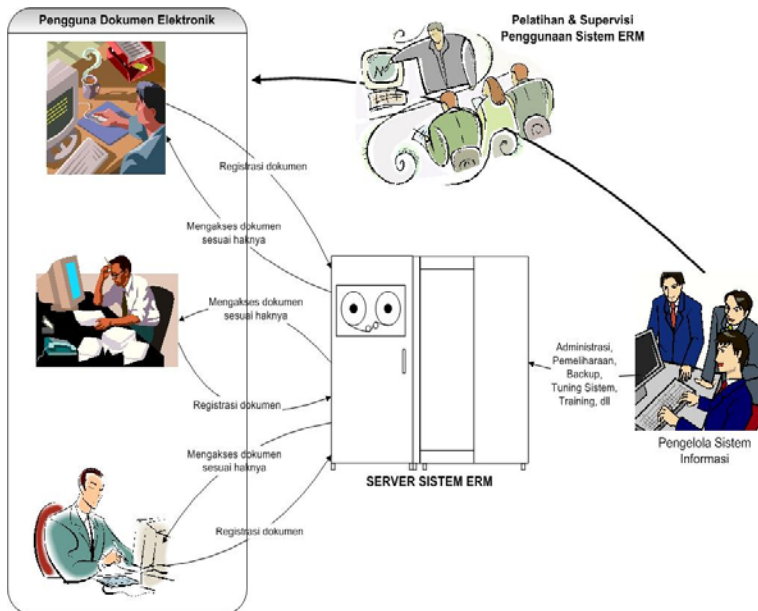 Pengguna Dokumen Elektronik
Pelatihan & Supervisi
Penggunaan Sistem ERM
Registrasi dokumen
Mengakses dokumen
sesuai haknya
Mengakses dokumen
sesuai haknya
Registrasi dokumen
Mengakses dokumen
sesuai haknya
Registrasi dokumen
SERVER SISTEM ERM
Administrasi,
Pemeliharaan,
Backup,
Tuning Sistem,
Training, dll
Pengelola Sistem
Informasi